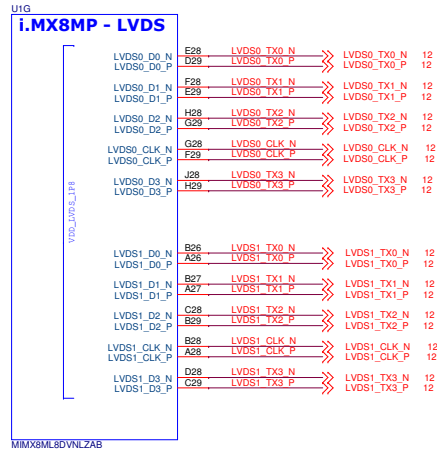 U1G
i.MX8MP - LVDS
VDD_LVDS_1P8
LVDS0_D0_N E28 LVDS0_TX0_N LVDS0_TX0_N 12
LVDS0_D0_P D29 LVDS0_TX0_P LVDS0_TX0_P 12
LVDS0_D1_N F28 LVDS0_TX1_N LVDS0_TX1_N 12
LVDS0_D1_P E29 LVDS0_TX1_P LVDS0_TX1_P 12
LVDS0_D2_N H28 LVDS0_TX2_N LVDS0_TX2_N 12
LVDS0_D2_P G29 LVDS0_TX2_P LVDS0_TX2_P 12
LVDS0_CLK_N G28 LVDS0_CLK_N LVDS0_CLK_N 12
LVDS0_CLK_P F29 LVDS0_CLK_P LVDS0_CLK_P 12
LVDS0_D3_N J28 LVDS0_TX3_N LVDS0_TX3_N 12
LVDS0_D3_P H29 LVDS0_TX3_P LVDS0_TX3_P 12
LVDS1_D0_N B26 LVDS1_TX0_N LVDS1_TX0_N 12
LVDS1_D0_P A26 LVDS1_TX0_P LVDS1_TX0_P 12
LVDS1_D1_N B27 LVDS1_TX1_N LVDS1_TX1_N 12
LVDS1_D1_P A27 LVDS1_TX1_P LVDS1_TX1_P 12
LVDS1_D2_N C28 LVDS1_TX2_N LVDS1_TX2_N 12
LVDS1_D2_P B29 LVDS1_TX2_P LVDS1_TX2_P 12
LVDS1_CLK_N B28 LVDS1_CLK_N LVDS1_CLK_N 12
LVDS1_CLK_P A28 LVDS1_CLK_P LVDS1_CLK_P 12
LVDS1_D3_N D28 LVDS1_TX3_N LVDS1_TX3_N 12
LVDS1_D3_P C29 LVDS1_TX3_P LVDS1_TX3_P 12
MIMX8ML8DVNLZAB